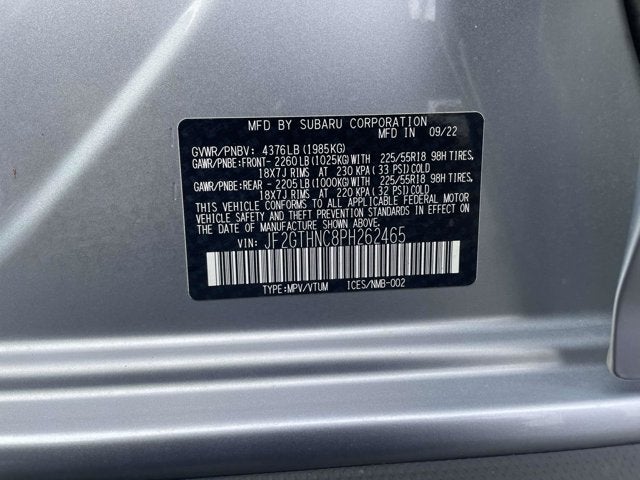 MFD BY SUBARU CORPORATION
MFD IN 09/22
GVWR/PNBV: 4376LB(1985KG)
GAWR/PNBE:FRONT- 2260LB(1025KG)WITH 225/55R18 98H TIRES,
18X7J RIMS AT 230 KPA(33 PSI)COLD
GAWR/PNBE:REAR - 2205LB(1000KG)WITH 225/55R18 98H TIRES,
18X7J RIMS AT 220 KPA(32 PSI)COLD
THIS VEHICLE CONFORMS TO ALL APPLICABLE FEDERAL MOTOR
VEHICLE SAFETY AND THEFT PREVENTION STANDARDS IN EFFECT ON
THE DATE OF MANUFACTURE SHOWN ABOVE.
VIN: JF2GTHNC8PH262465
TYPE:MPV/VTUM ICES/NMB-002